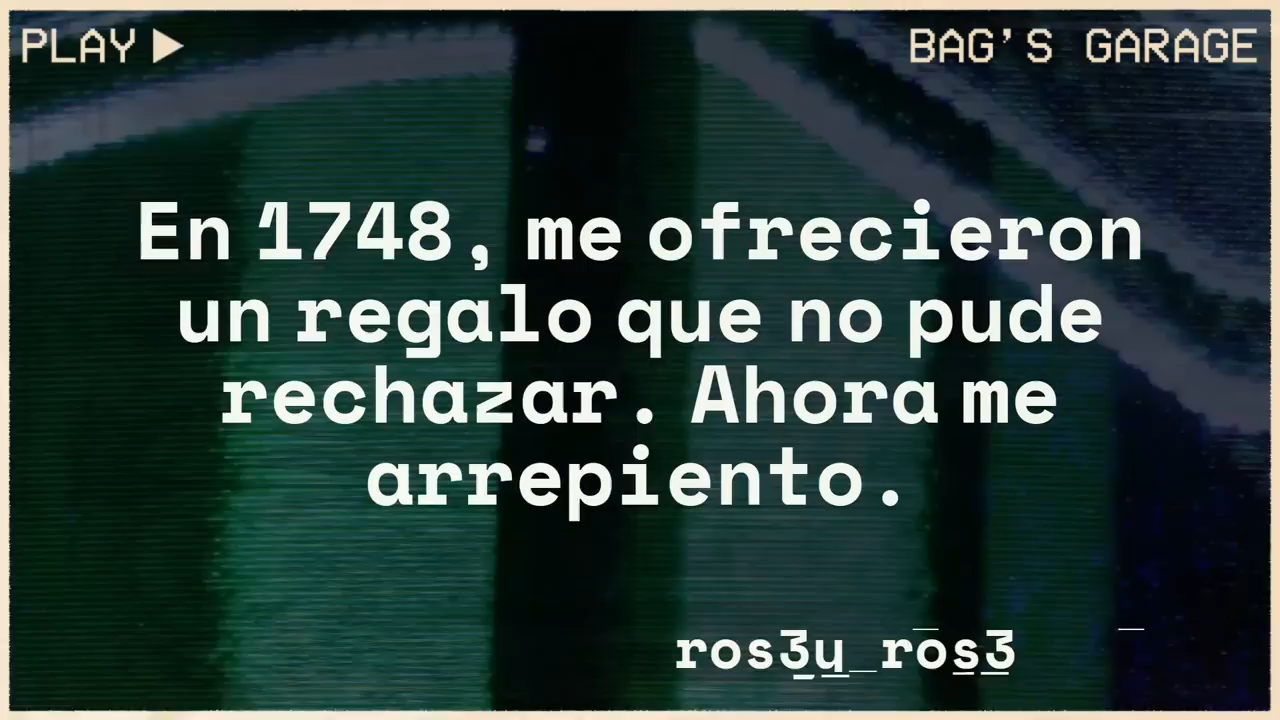 PLAY ▶
BAG'S GARAGE
En 1748, me ofrecieron
un regalo que no pude
rechazar. Ahora me
arrepiento.
ros3y_ros3